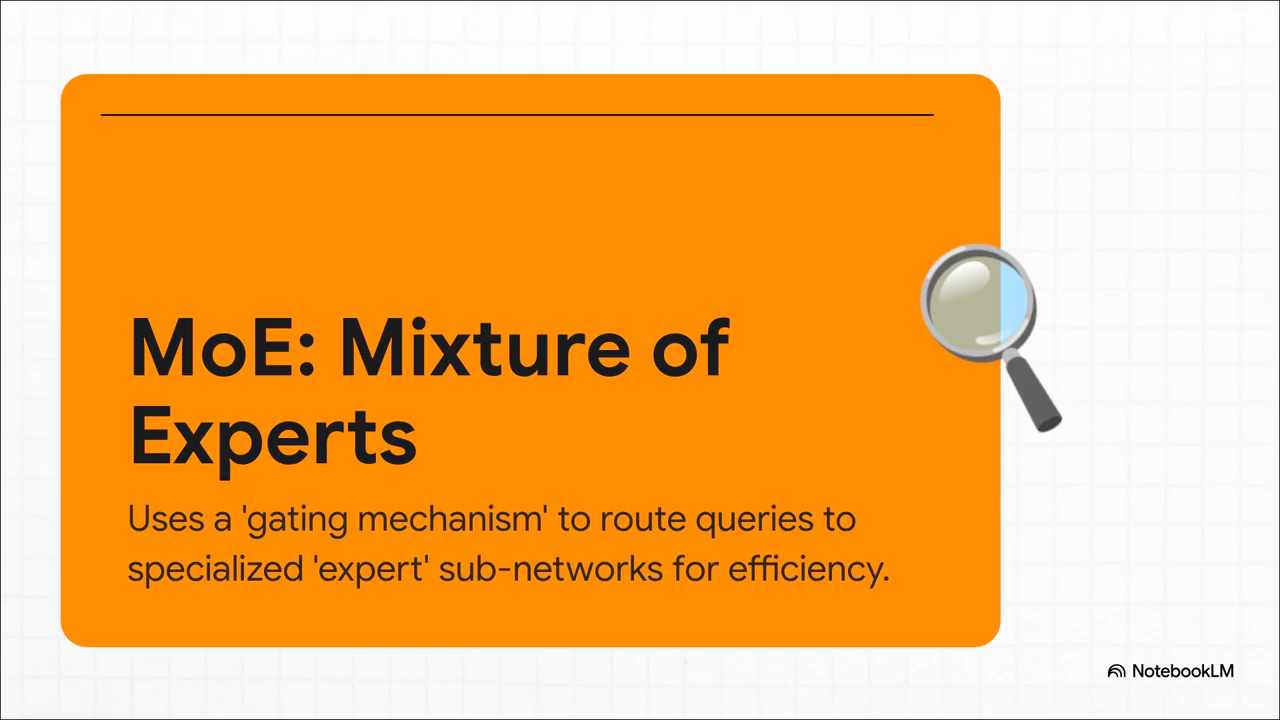 MoE: Mixture of
Experts
Uses a 'gating mechanism' to route queries to
specialized 'expert' sub-networks for efficiency.
NotebookLM